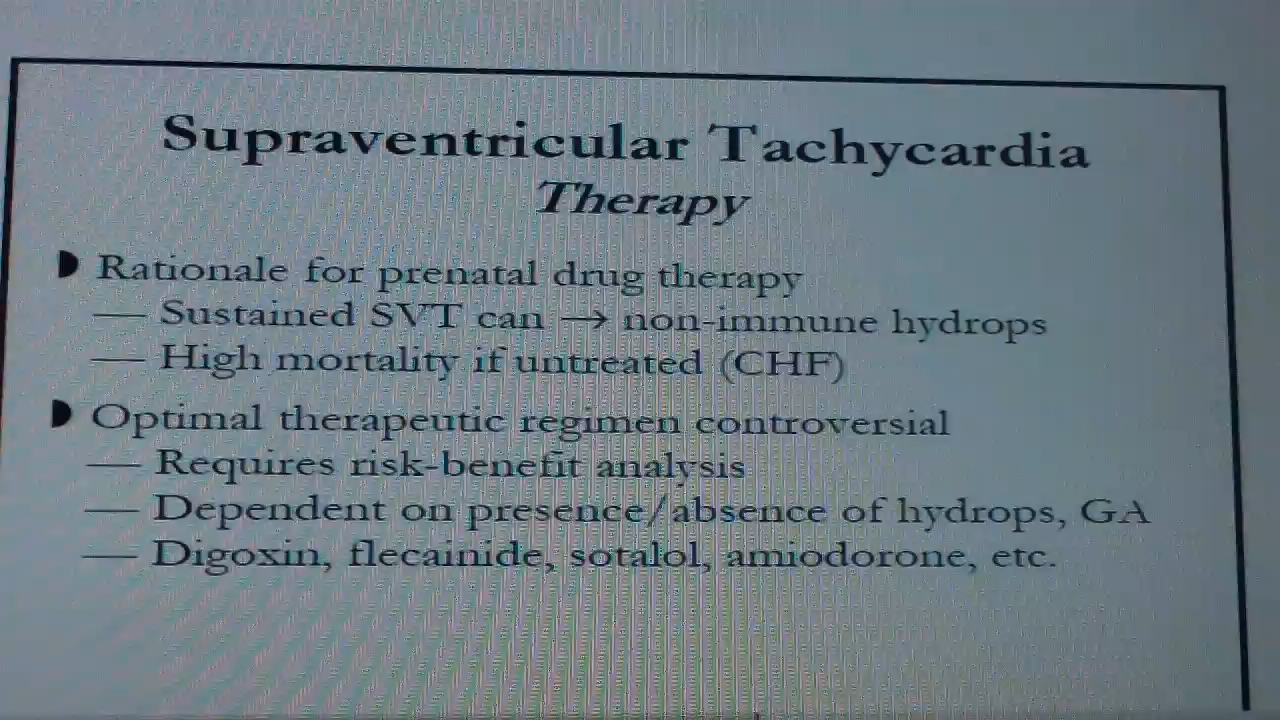 Supraventricular Tachycardia
Therapy
Rationale for prenatal drug therapy
— Sustained SVT can → non-immune hydrops
— High mortality if untreated (CHF)
Optimal therapeutic regimen controversial
— Requires risk-benefit analysis
— Dependent on presence/absence of hydrops, GA
— Digoxin, flecainide, sotalol, amiodorone, etc.